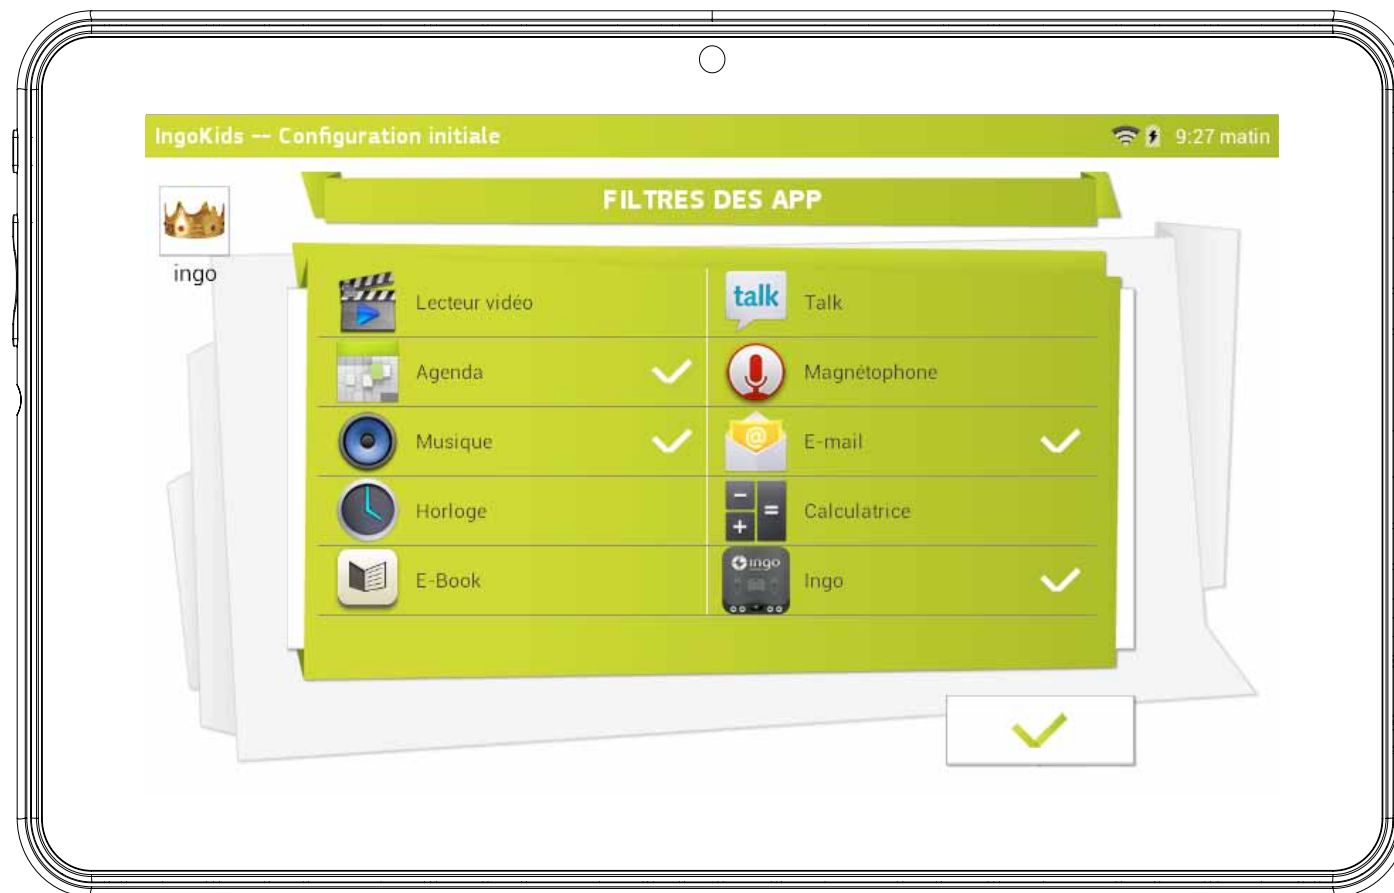 IngoKids -- Configuration initiale
9:27 matin
FILTRES DES APP
ingo
Lecteur vidéo
talk
Talk
Agenda
Magnétophone
Musique
@
E-mail
Horloge
- + =
Calculatrice
E-Book
ingo
Ingo